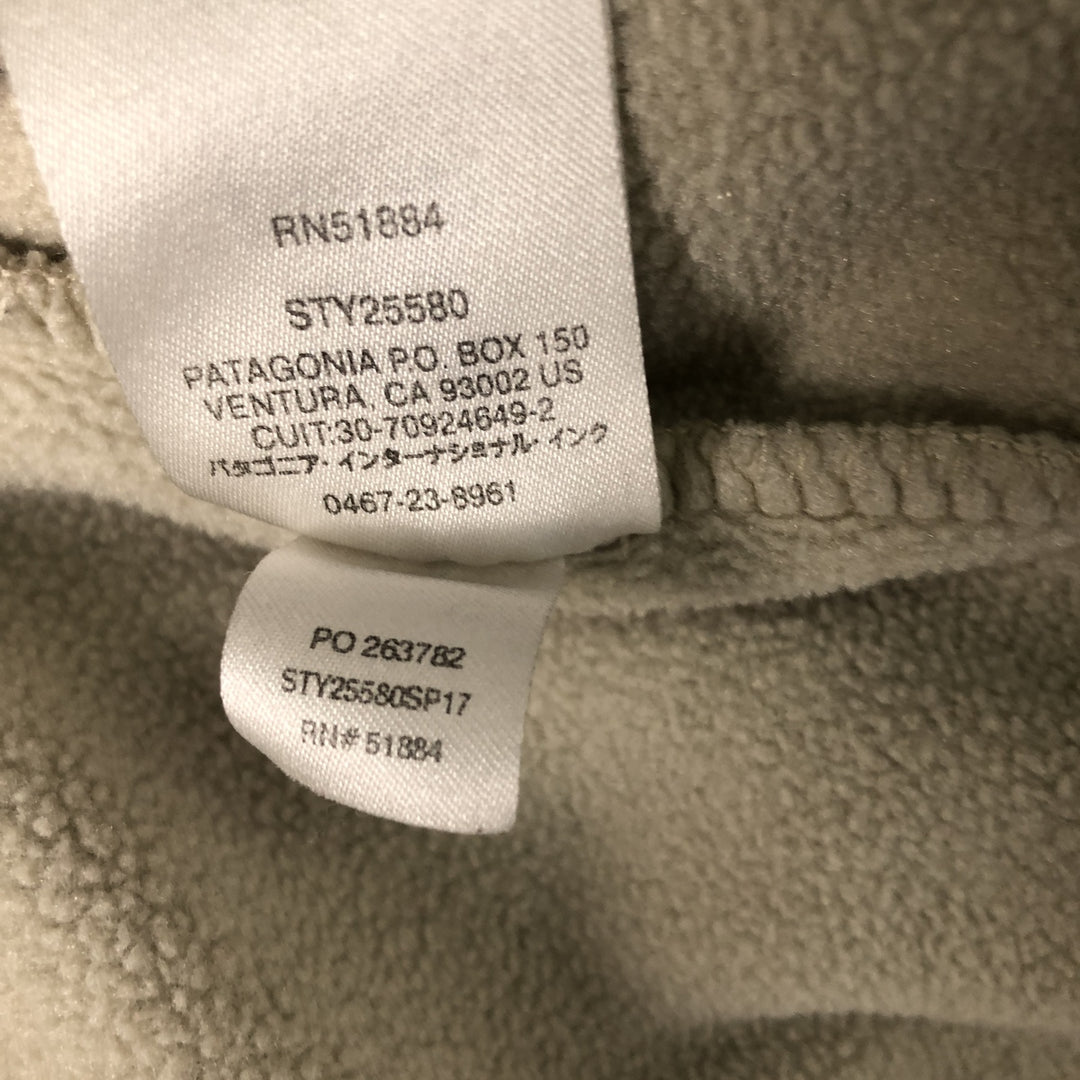 RN51884
STY25580
PATAGONIA P.O. BOX 150
VENTURA, CA 93002 US
CUIT:30-70924649-2
パタゴニア・インターナショナル・インク
0467-23-8961
PO 263782
STY25580SP17
RN# 51884